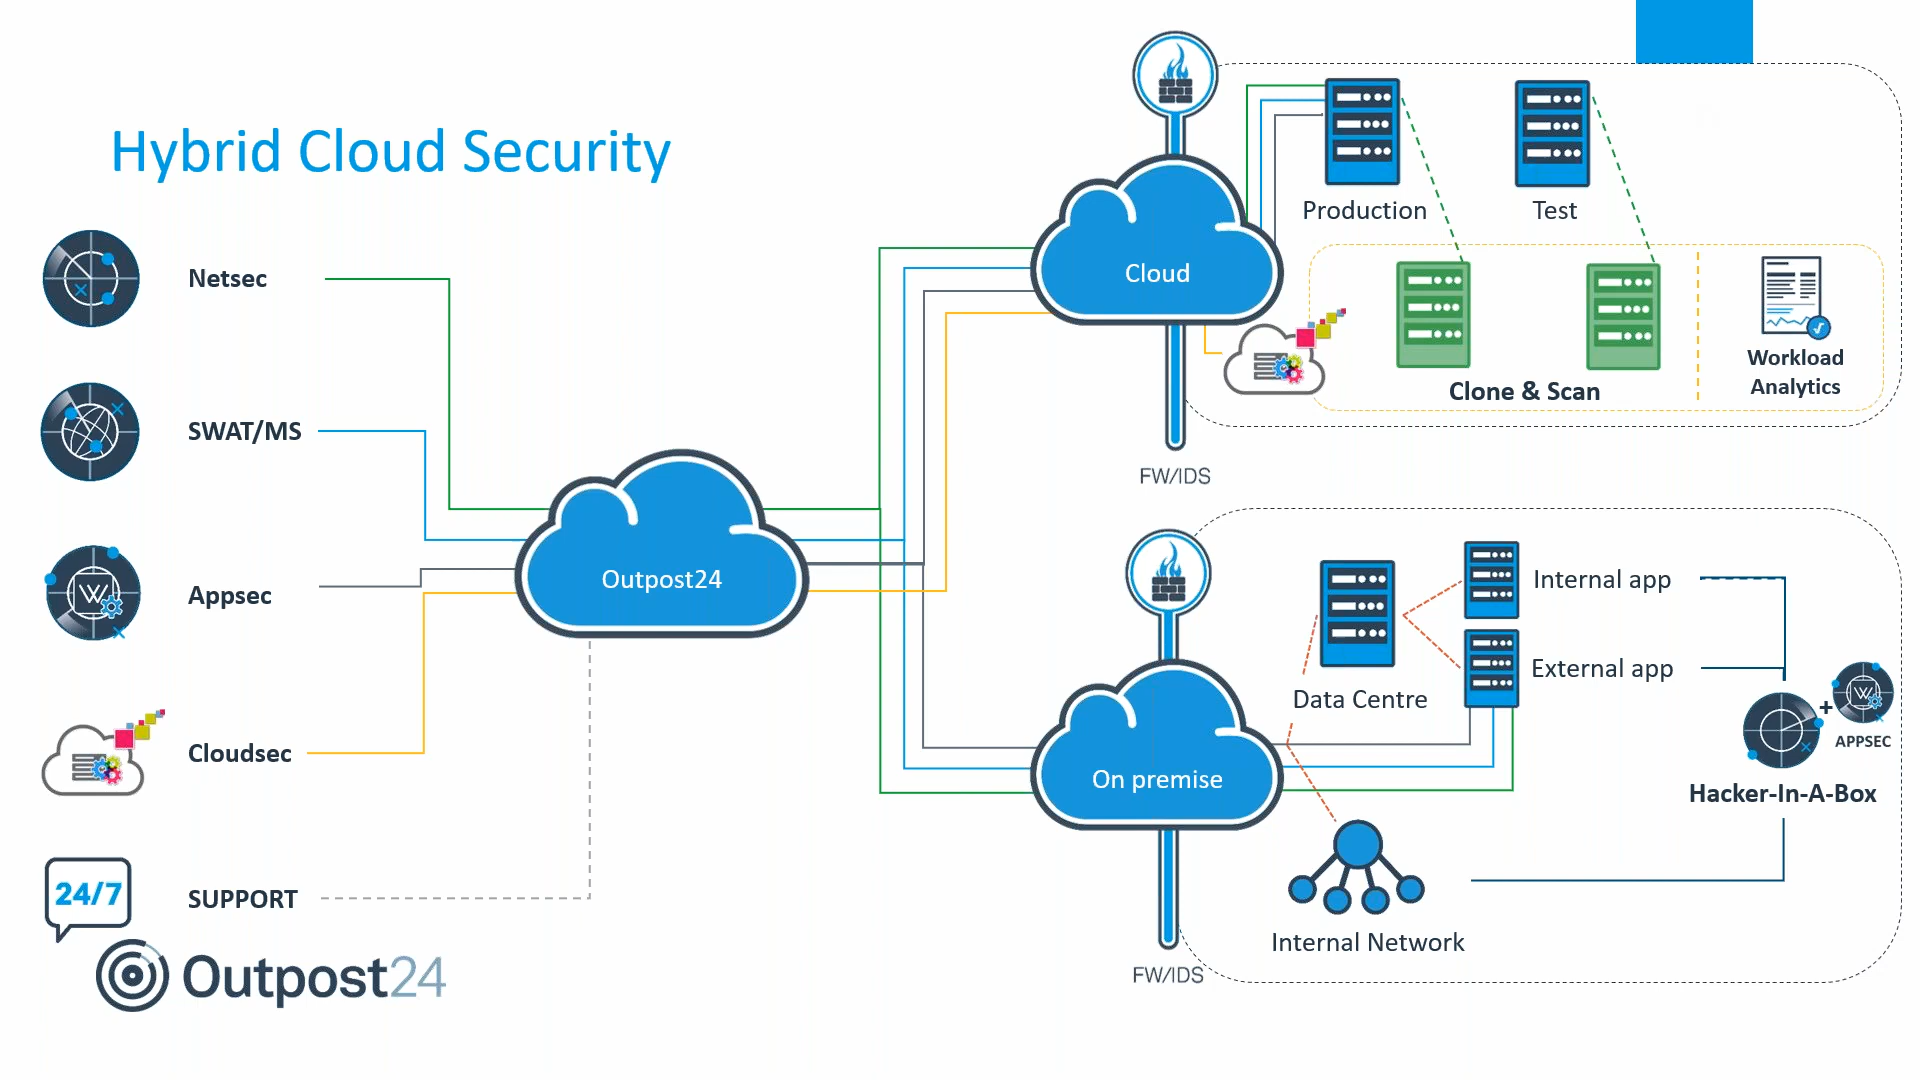 Hybrid Cloud Security
Netsec
SWAT/MS
Appsec
Cloudsec
24/7
SUPPORT
Outpost24
Outpost24
Cloud
FW/IDS
Production
Test
Clone & Scan
Workload
Analytics
On premise
FW/IDS
Data Centre
Internal app
External app
W
+
W
APPSEC
Hacker-In-A-Box
Internal Network